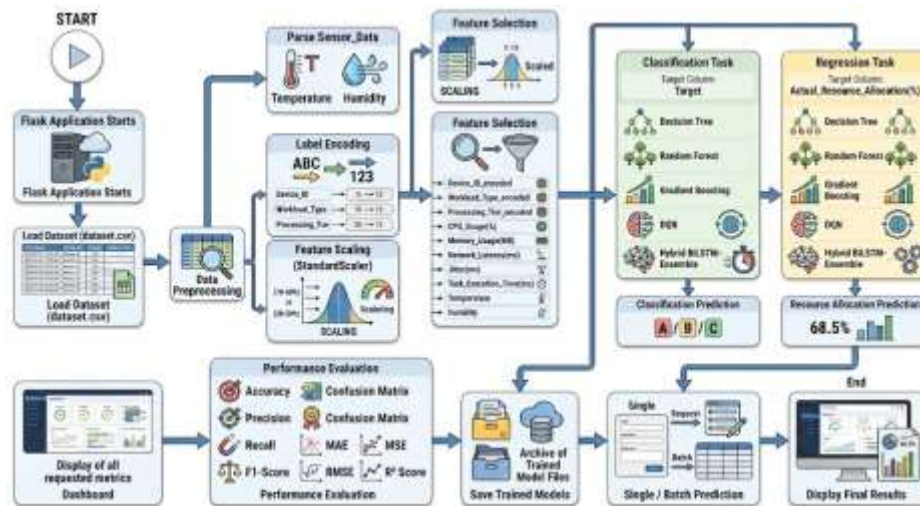 START
Flask Application Starts
Flask Application Starts
Load Dataset (dataset.csv)
Load Dataset
(dataset.csv)
Data
Preprocessing
Parse Sensor_Data
Temperature
Humidity
Label Encoding
ABC
123
Device_ID
Workload_Type
Processing_Tier
Feature Scaling
(StandardScaler)
SCALING
Feature Selection
SCALING
Scaled
Feature Selection
Device_ID_encoded
Workload_Type_encoded
Processing_Tier_encoded
CPU_Usage(%)
Memory_Usage(MB)
Network_Latency(ms)
Jitter(ms)
Task_Execution_Time(ms)
Temperature
Humidity
Classification Task
Target Column:
Target
Decision Tree
Random Forest
Gradient Boosting
DQN
Hybrid BiLSTM-
Ensemble
Classification Prediction
A / B / C
Regression Task
Target Column:
Actual_Resource_Allocation(%)
Decision Tree
Random Forest
Gradient
Boosting
DQN
Hybrid BiLSTM-
Ensemble
Resource Allocation Prediction
68.5%
Display of all
requested metrics
Dashboard
Performance Evaluation
Accuracy
Confusion Matrix
Precision
Confusion Matrix
Recall
MAE
MSE
F1-Score
RMSE
R² Score
Performance Evaluation
Archive of
Trained
Model Files
Save Trained Models
Single
Request
Batch
Single / Batch Prediction
End
Display Final Results